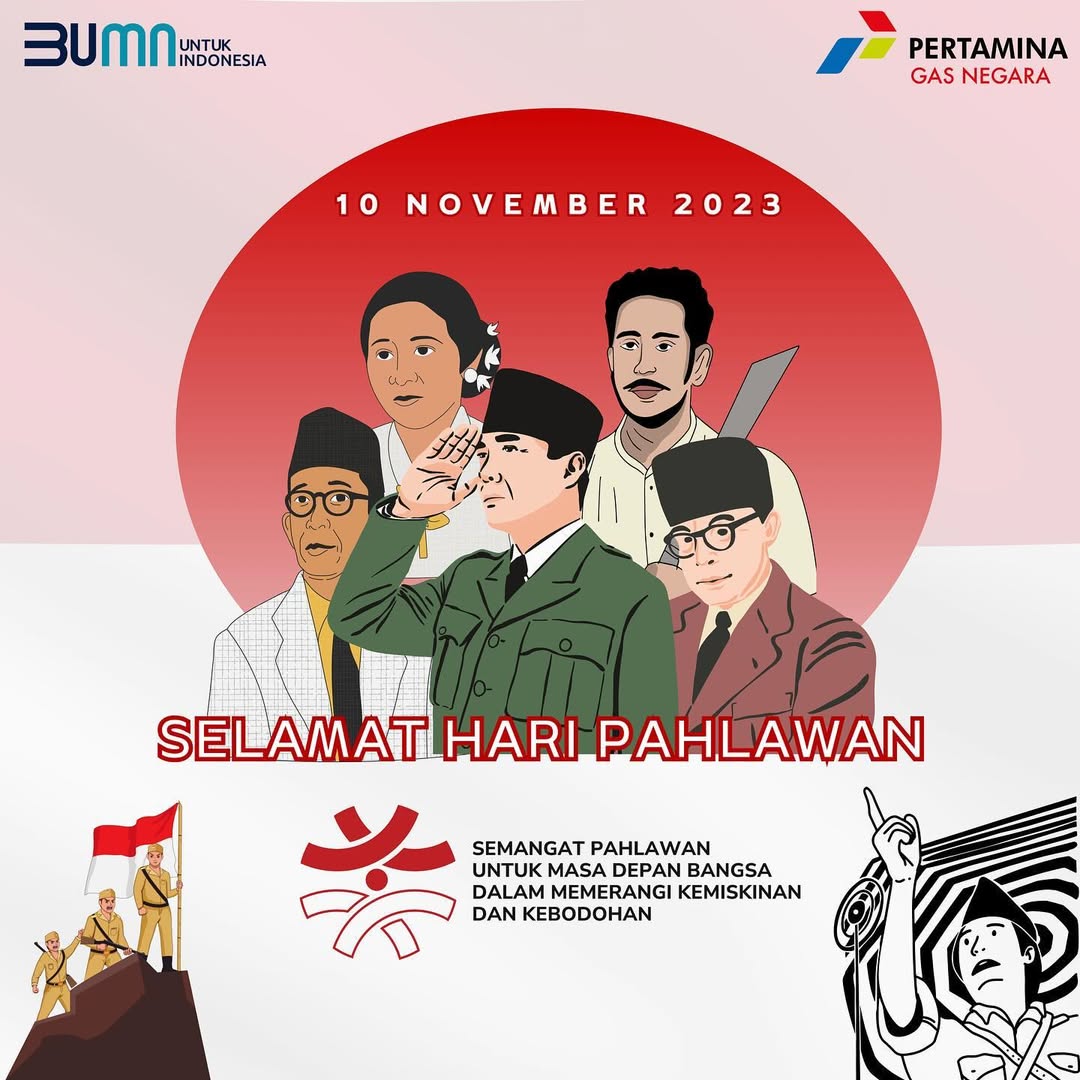 BUMN UNTUK
INDONESIA
PERTAMINA
GAS NEGARA
10 NOVEMBER 2023
SELAMAT HARI PAHLAWAN
SEMANGAT PAHLAWAN
UNTUK MASA DEPAN BANGSA
DALAM MEMERANGI KEMISKINAN
DAN KEBODOHAN